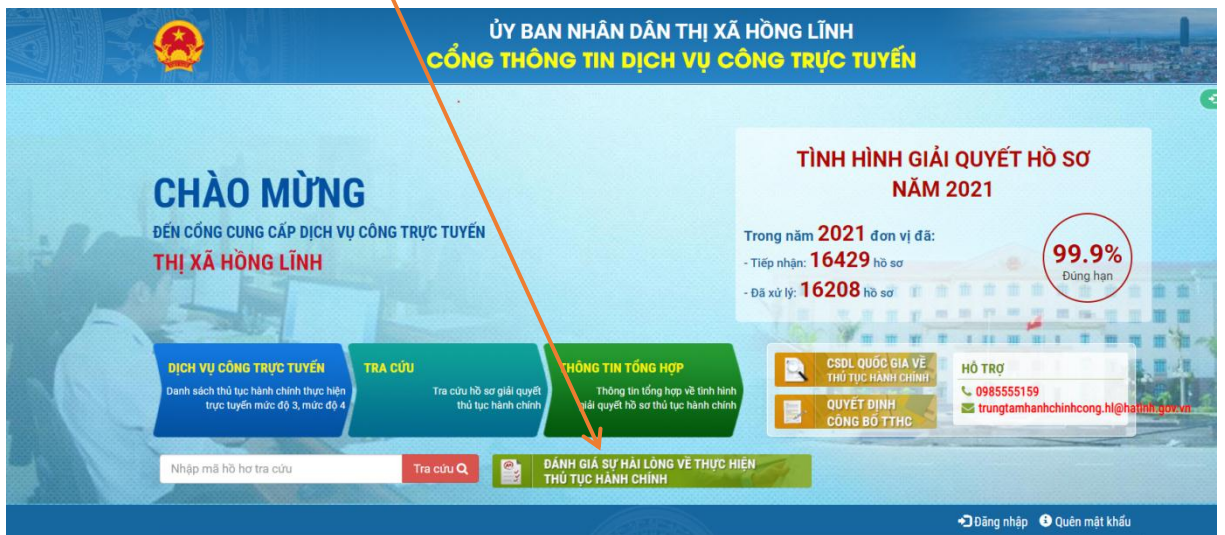 ỦY BAN NHÂN DÂN THỊ XÃ HỒNG LĨNH
CỔNG THÔNG TIN DỊCH VỤ CÔNG TRỰC TUYẾN
CHÀO MỪNG
ĐẾN CỔNG CUNG CẤP DỊCH VỤ CÔNG TRỰC TUYẾN
THỊ XÃ HỒNG LĨNH
TÌNH HÌNH GIẢI QUYẾT HỒ SƠ
NĂM 2021
Trong năm 2021 đơn vị đã:
- Tiếp nhận: 16429 hồ sơ
- Đã xử lý: 16208 hồ sơ
99.9%
Đúng hạn
DỊCH VỤ CÔNG TRỰC TUYẾN
Danh sách thủ tục hành chính thực hiện
trực tuyến mức độ 3, mức độ 4
TRA CỨU
Tra cứu hồ sơ giải quyết
thủ tục hành chính
THÔNG TIN TỔNG HỢP
Thông tin tổng hợp về tình hình
giải quyết hồ sơ thủ tục hành chính
CSDL QUỐC GIA VỀ
THỦ TỤC HÀNH CHÍNH
QUYẾT ĐỊNH
CÔNG BỐ TTHC
HỖ TRỢ
0985555159
trungtamhanhchinhcong.hl@hatinh.gov.vn
Nhập mã hồ hơ tra cứu
Tra cứu
ĐÁNH GIÁ SỰ HÀI LÒNG VỀ THỰC HIỆN
THỦ TỤC HÀNH CHÍNH
Đăng nhập
Quên mật khẩu